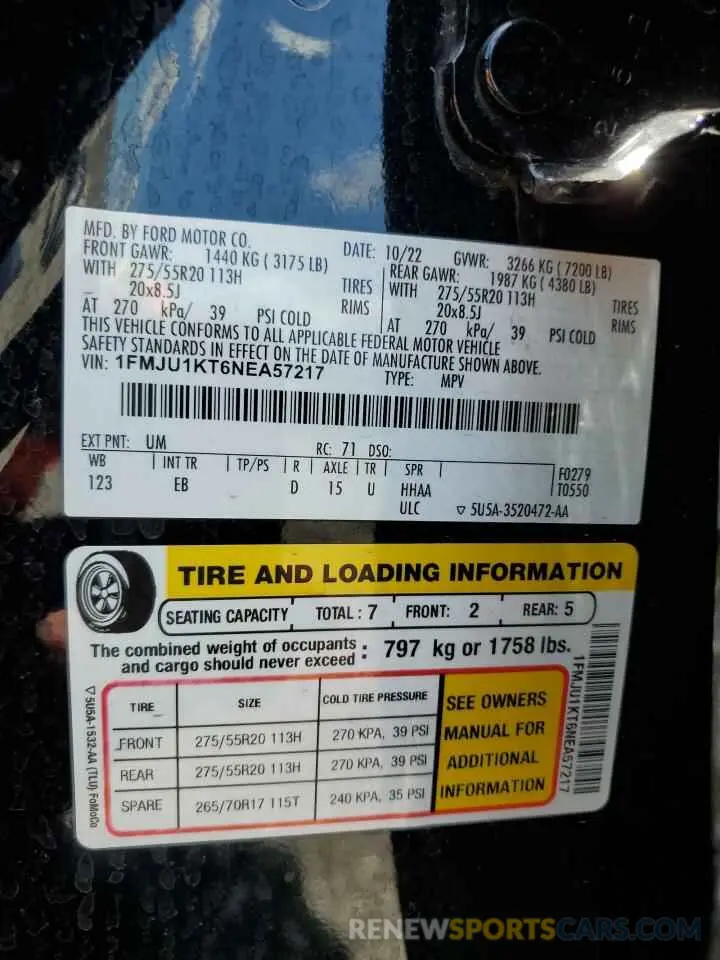 MFD. BY FORD MOTOR CO.
DATE: 10/22 GVWR: 3266 KG ( 7200 LB)
FRONT GAWR: 1440 KG ( 3175 LB)
REAR GAWR: 1987 KG ( 4380 LB)
WITH 275/55R20 113H TIRES
WITH 275/55R20 113H TIRES
20x8.5J RIMS
20x8.5J RIMS
AT 270 kPa/ 39 PSI COLD
AT 270 kPa/ 39 PSI COLD
THIS VEHICLE CONFORMS TO ALL APPLICABLE FEDERAL MOTOR VEHICLE
SAFETY STANDARDS IN EFFECT ON THE DATE OF MANUFACTURE SHOWN ABOVE.
VIN: 1FMJU1KT6NEA57217 TYPE: MPV
EXT PNT: UM RC: 71 DSO:
WB INT TR TP/PS R AXLE TR SPR F0279
123 EB D 15 U HHAA T0550
ULC 5U5A-3520472-AA
TIRE AND LOADING INFORMATION
SEATING CAPACITY TOTAL : 7 FRONT: 2 REAR: 5
The combined weight of occupants and cargo should never exceed : 797 kg or 1758 lbs.
TIRE SIZE COLD TIRE PRESSURE
FRONT 275/55R20 113H 270 KPA, 39 PSI
REAR 275/55R20 113H 270 KPA, 39 PSI
SPARE 265/70R17 115T 240 KPA, 35 PSI
SEE OWNERS
MANUAL FOR
ADDITIONAL
INFORMATION
1FMJU1KT6NEA57217
5U5A-1532-AA (TLU) FoMoCo
RENEWSPORTSCARS.COM